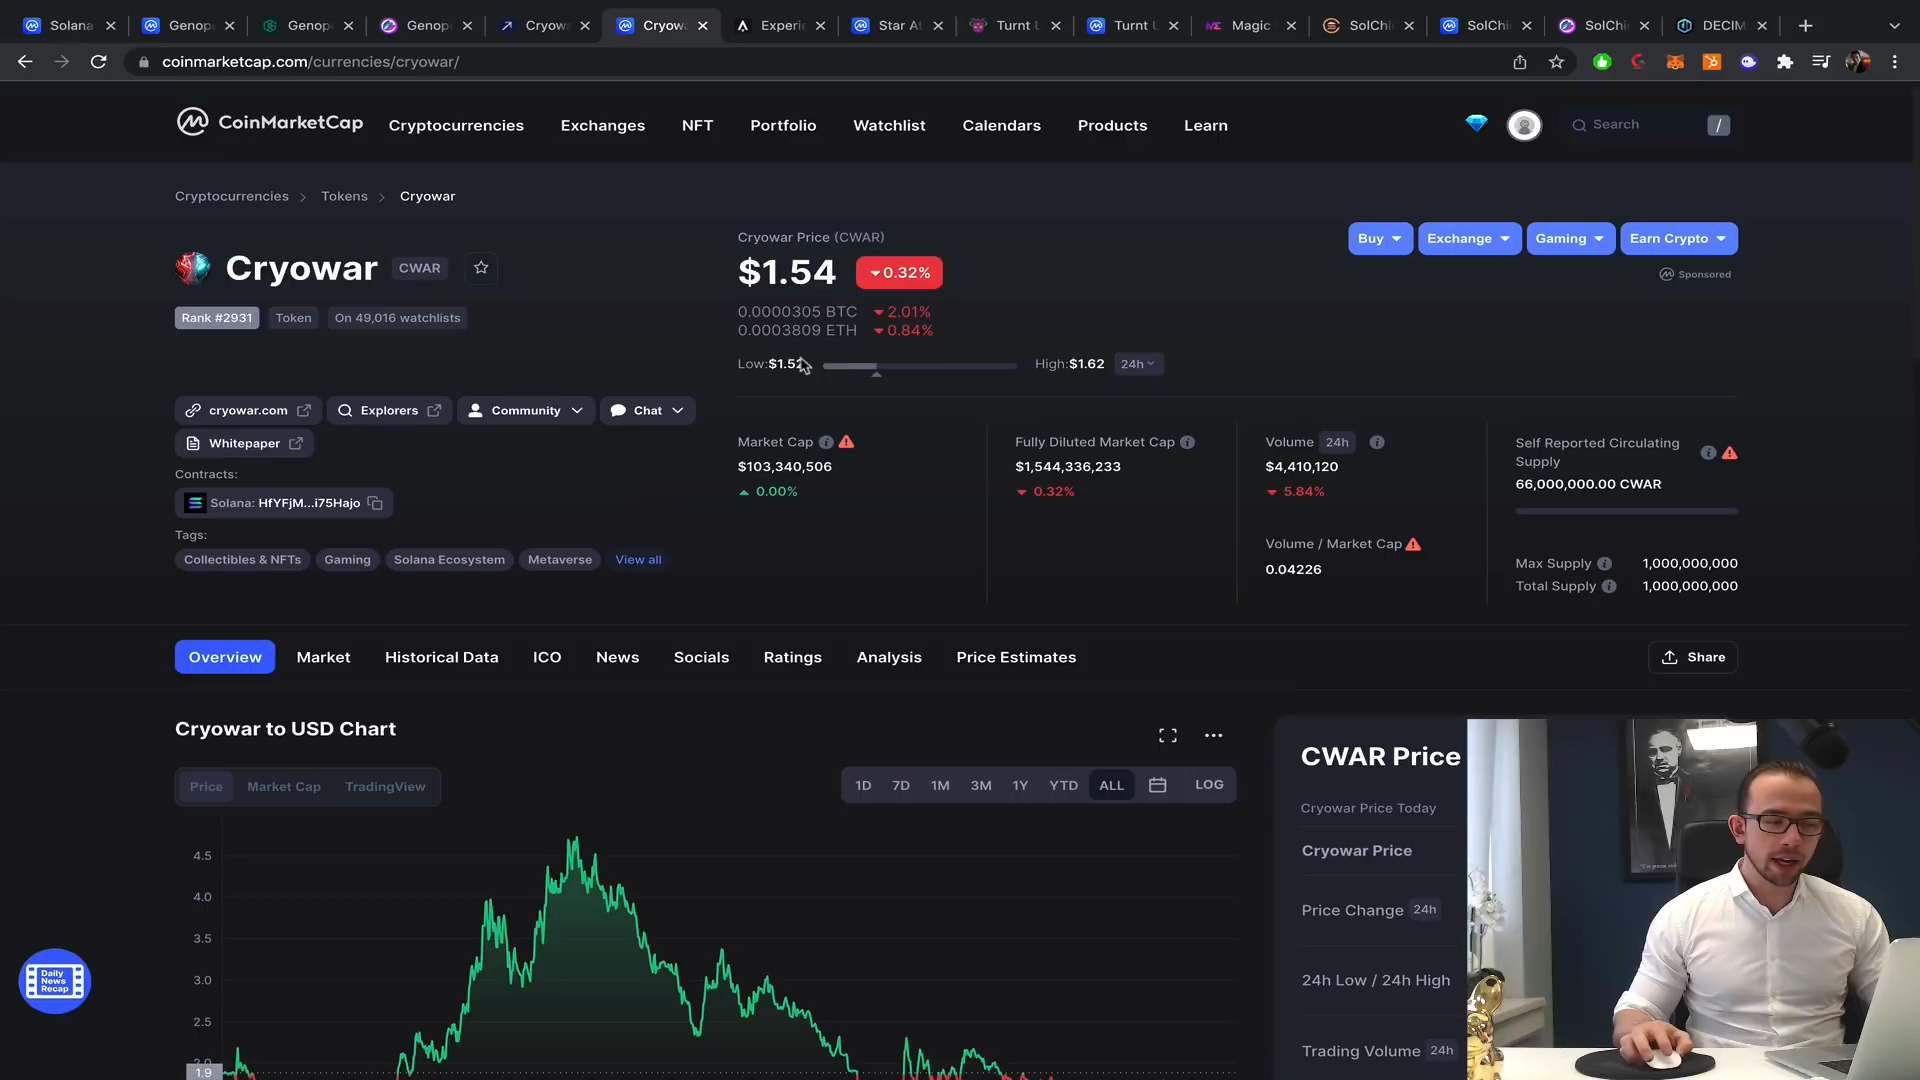 Solana
Genop
Genop
Genop
Cryow
Cryow
Experi
Star A
Turnt U
Turnt U
Magic
SolChi
SolChi
SolChi
DECIM
coinmarketcap.com/currencies/cryowar/
CoinMarketCap
Cryptocurrencies
Exchanges
NFT
Portfolio
Watchlist
Calendars
Products
Learn
Search
/
Cryptocurrencies > Tokens > Cryowar
Cryowar CWAR
Rank #2931
Token
On 49,016 watchlists
cryowar.com
Explorers
Community
Chat
Whitepaper
Contracts:
Solana: HfYFjM...i75Hajo
Tags:
Collectibles & NFTs
Gaming
Solana Ecosystem
Metaverse
View all
Cryowar Price (CWAR)
$1.54
0.32%
0.0000305 BTC 2.01%
0.0003809 ETH 0.84%
Low:$1.52
High:$1.62
24h
Buy
Exchange
Gaming
Earn Crypto
Sponsored
Market Cap
$103,340,506
0.00%
Fully Diluted Market Cap
$1,544,336,233
0.32%
Volume 24h
$4,410,120
5.84%
Volume / Market Cap
0.04226
Self Reported Circulating
Supply
66,000,000.00 CWAR
Max Supply 1,000,000,000
Total Supply 1,000,000,000
Overview
Market
Historical Data
ICO
News
Socials
Ratings
Analysis
Price Estimates
Share
Cryowar to USD Chart
Price
Market Cap
TradingView
1D
7D
1M
3M
1Y
YTD
ALL
LOG
4.5
4.0
3.5
3.0
2.5
2.0
1.9
CWAR Price
Cryowar Price Today
Cryowar Price
Price Change 24h
24h Low / 24h High
Trading Volume 24h
Daily
News
Recap